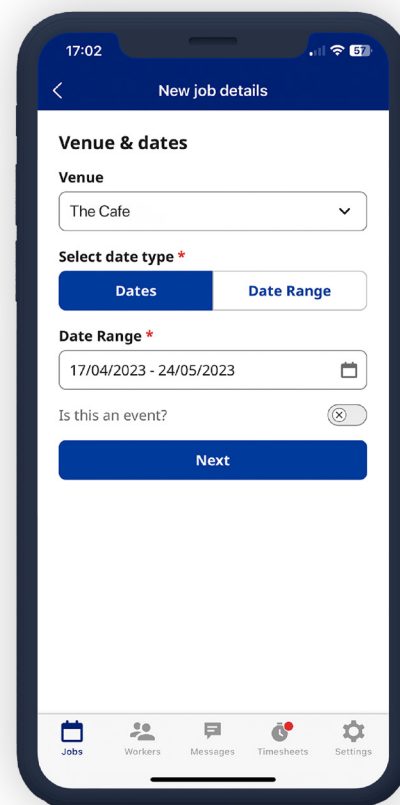 17:02
57
New job details
Venue & dates
Venue
The Cafe
Select date type *
Dates
Date Range
Date Range *
17/04/2023 - 24/05/2023
Is this an event?
Next
Jobs
Workers
Messages
Timesheets
Settings